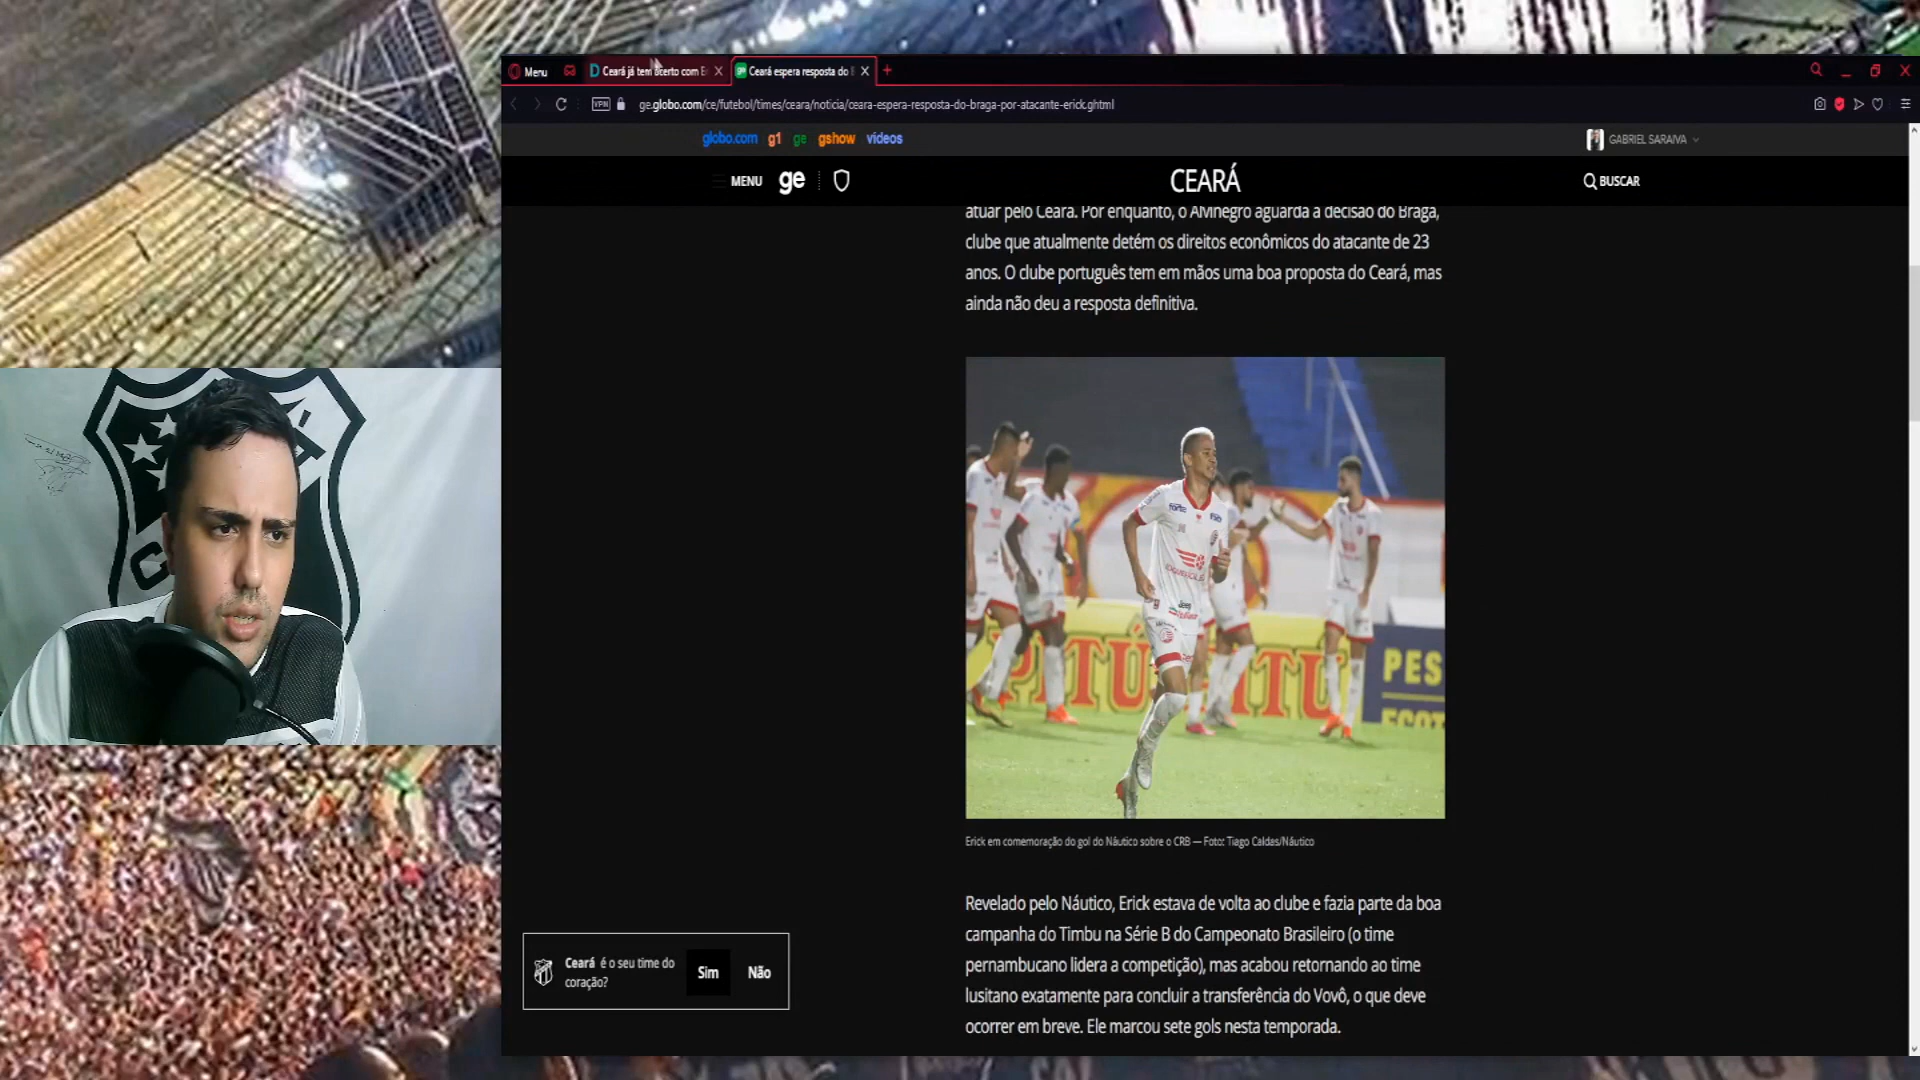 Menu
Ceará já tem acerto com E
Ceará espera resposta do B
VPN
ge.globo.com/ce/futebol/times/ceara/noticia/ceara-espera-resposta-do-braga-por-atacante-erick.ghtml
globo.com g1 ge gshow vídeos
GABRIEL SARAIVA
MENU ge
CEARÁ
BUSCAR
atuar pelo Ceará. Por enquanto, o Alvinegro aguarda a decisão do Braga,
clube que atualmente detém os direitos econômicos do atacante de 23
anos. O clube português tem em mãos uma boa proposta do Ceará, mas
ainda não deu a resposta definitiva.
PITÚ
ITÚ
PES
Erick em comemoração do gol do Náutico sobre o CRB — Foto: Tiago Caldas/Náutico
Revelado pelo Náutico, Erick estava de volta ao clube e fazia parte da boa
campanha do Timbu na Série B do Campeonato Brasileiro (o time
pernambucano lidera a competição), mas acabou retornando ao time
lusitano exatamente para concluir a transferência do Vovô, o que deve
ocorrer em breve. Ele marcou sete gols nesta temporada.
Ceará é o seu time do
coração?
Sim
Não